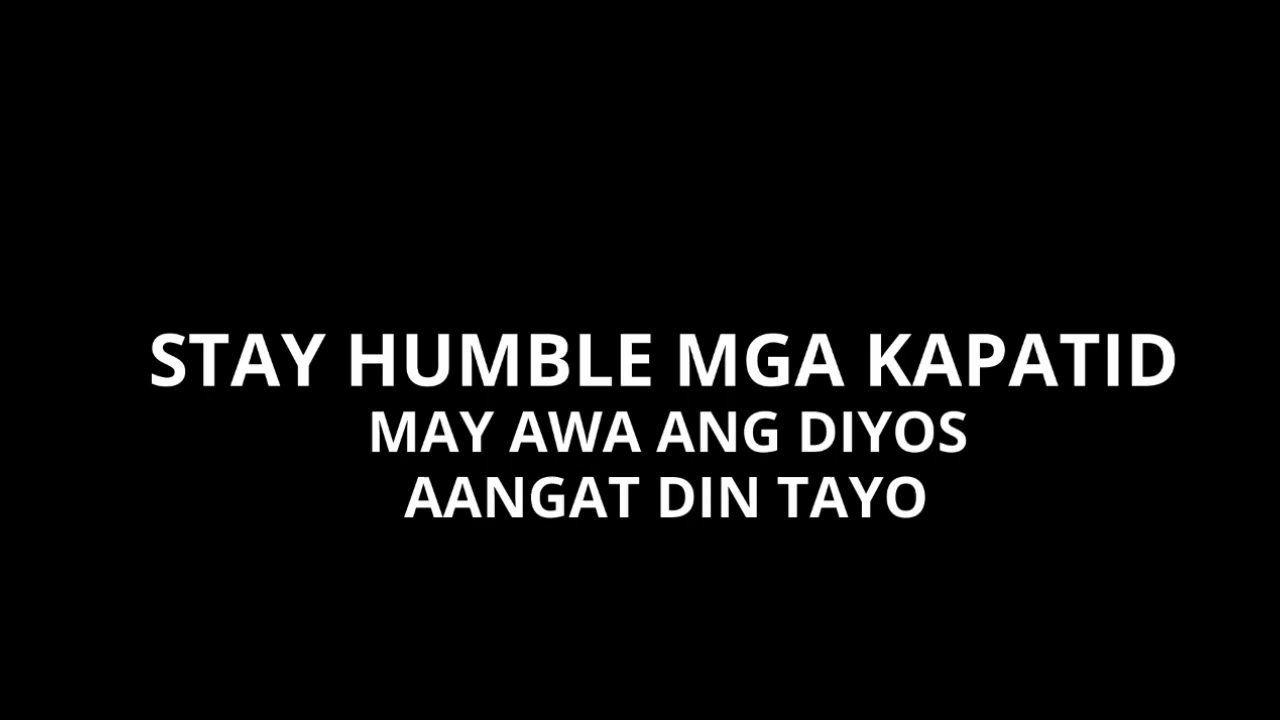 STAY HUMBLE MGA KAPATID
MAY AWA ANG DIYOS
AANGAT DIN TAYO